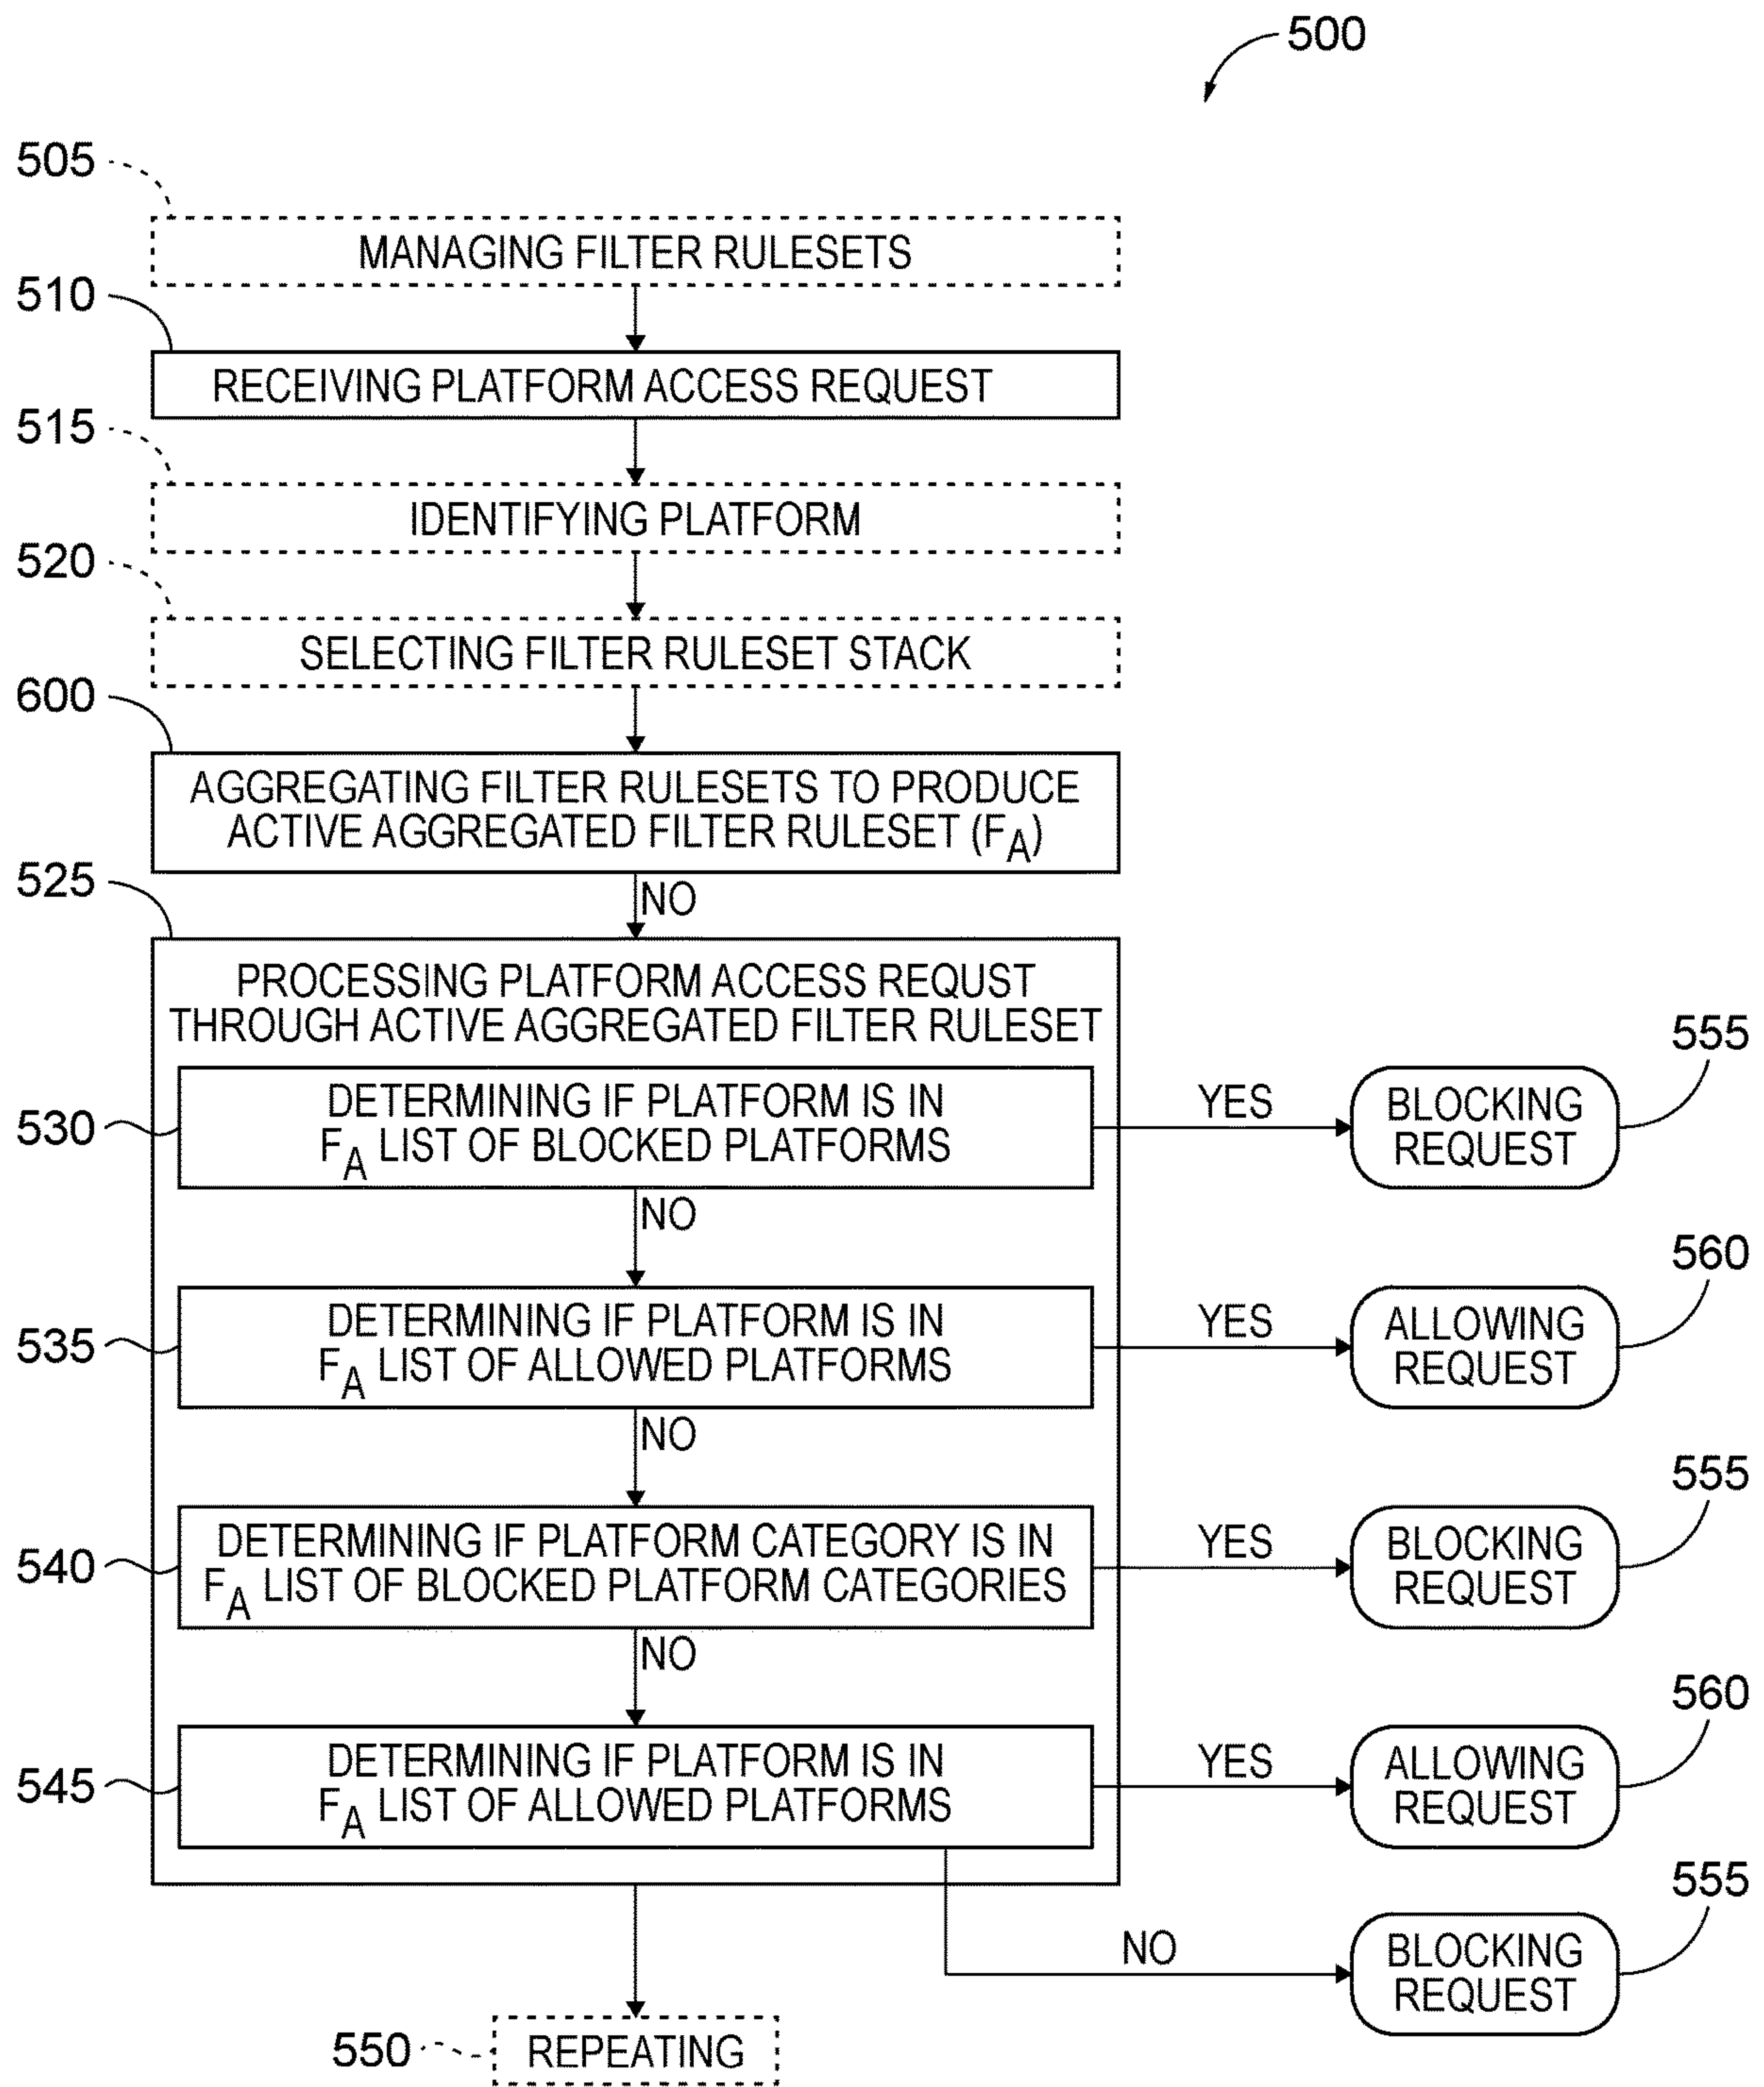 500
505
MANAGING FILTER RULESETS
510
RECEIVING PLATFORM ACCESS REQUEST
515
IDENTIFYING PLATFORM
520
SELECTING FILTER RULESET STACK
600
AGGREGATING FILTER RULESETS TO PRODUCE
ACTIVE AGGREGATED FILTER RULESET (FA)
NO
525
PROCESSING PLATFORM ACCESS REQUST
THROUGH ACTIVE AGGREGATED FILTER RULESET
530
DETERMINING IF PLATFORM IS IN
FA LIST OF BLOCKED PLATFORMS
YES
BLOCKING
REQUEST
555
NO
535
DETERMINING IF PLATFORM IS IN
FA LIST OF ALLOWED PLATFORMS
YES
ALLOWING
REQUEST
560
NO
540
DETERMINING IF PLATFORM CATEGORY IS IN
FA LIST OF BLOCKED PLATFORM CATEGORIES
YES
BLOCKING
REQUEST
555
NO
545
DETERMINING IF PLATFORM IS IN
FA LIST OF ALLOWED PLATFORMS
YES
ALLOWING
REQUEST
560
NO
BLOCKING
REQUEST
555
550
REPEATING